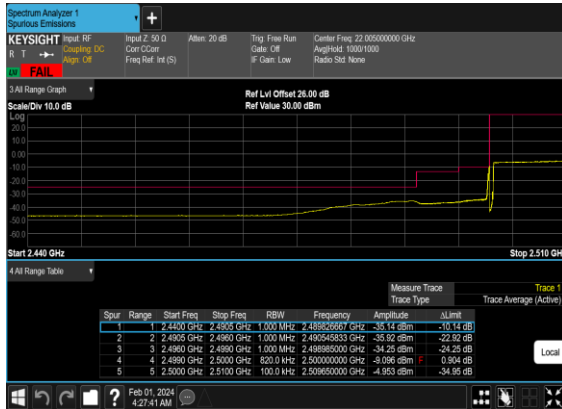 Spectrum Analyzer 1
Spurious Emissions
+
KEYSIGHT Input: RF Input Z: 50 Ω Atten: 20 dB Trig: Free Run Center Freq: 22.005000000 GHz
R T Coupling: DC Corr CCorr Gate: Off Avg|Hold: 1000/1000
Align: Off Freq Ref: Int (S) IF Gain: Low Radio Std: None
LV FAIL
3 All Range Graph
Ref Lvl Offset 26.00 dB
Scale/Div 10.0 dB Ref Value 30.00 dBm
Log
20.0
10.0
0.00
-10.0
-20.0
-30.0
-40.0
-50.0
-60.0
Start 2.440 GHz Stop 2.510 GHz
4 All Range Table
Measure Trace Trace 1
Trace Type Trace Average (Active)
Spur Range Start Freq Stop Freq RBW Frequency Amplitude ΔLimit
1 1 2.4400 GHz 2.4905 GHz 1.000 MHz 2.489826667 GHz -35.14 dBm -10.14 dB
2 2 2.4905 GHz 2.4960 GHz 1.000 MHz 2.490545833 GHz -35.92 dBm -22.92 dB
3 3 2.4960 GHz 2.4990 GHz 1.000 MHz 2.498985000 GHz -34.25 dBm -24.25 dB
4 4 2.4990 GHz 2.5000 GHz 820.0 kHz 2.500000000 GHz -9.096 dBm F 0.904 dB
5 5 2.5000 GHz 2.5100 GHz 100.0 kHz 2.509650000 GHz -4.953 dBm -34.95 dB
Local
? Feb 01, 2024
4:27:41 AM